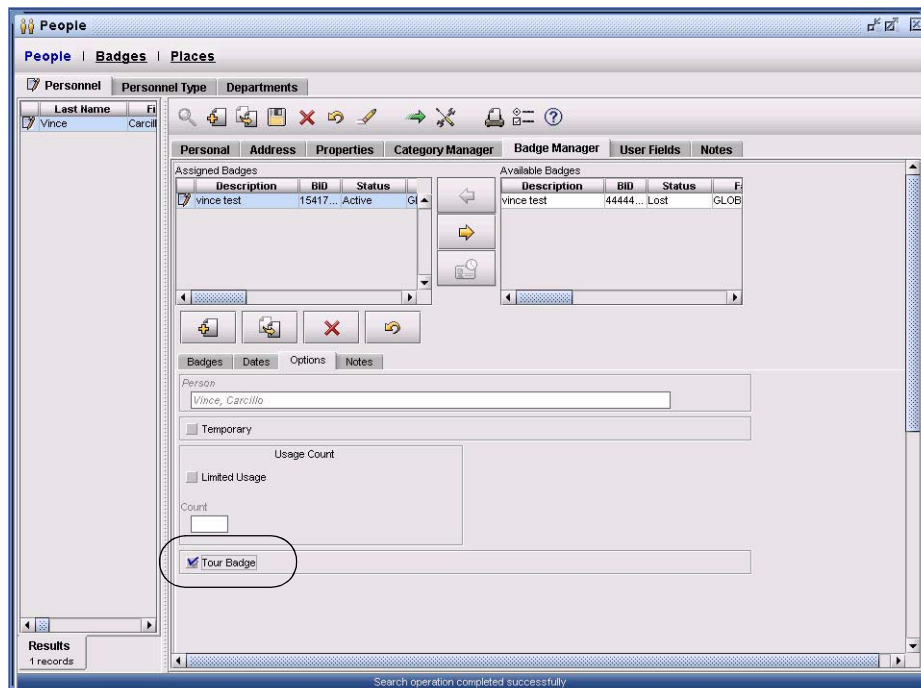 People
People | Badges | Places
Personnel Personnel Type Departments
Last Name Fi
Vince Carcill
Personal Address Properties Category Manager Badge Manager User Fields Notes
Assigned Badges Available Badges
Description BID Status Description BID Status F
vince test 15417... Active Gl vince test 44444... Lost GLOB
Badges Dates Options Notes
Person
Vince, Carcillo
Temporary
Usage Count
Limited Usage
Count
Tour Badge
Results
1 records
Search operation completed successfully